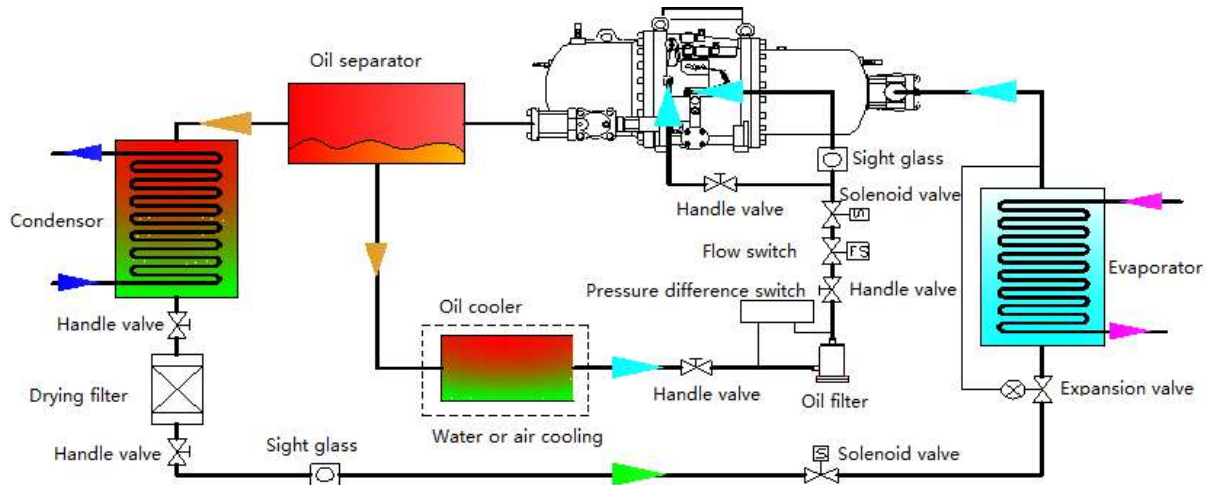 Oil separator
Sight glass
Handle valve
Solenoid valve
Condensor
Flow switch
Evaporator
Pressure difference switch
Handle valve
Oil cooler
Handle valve
Drying filter
Handle valve
Oil filter
Expansion valve
Water or air cooling
Handle valve
Sight glass
Solenoid valve
S
FS
S